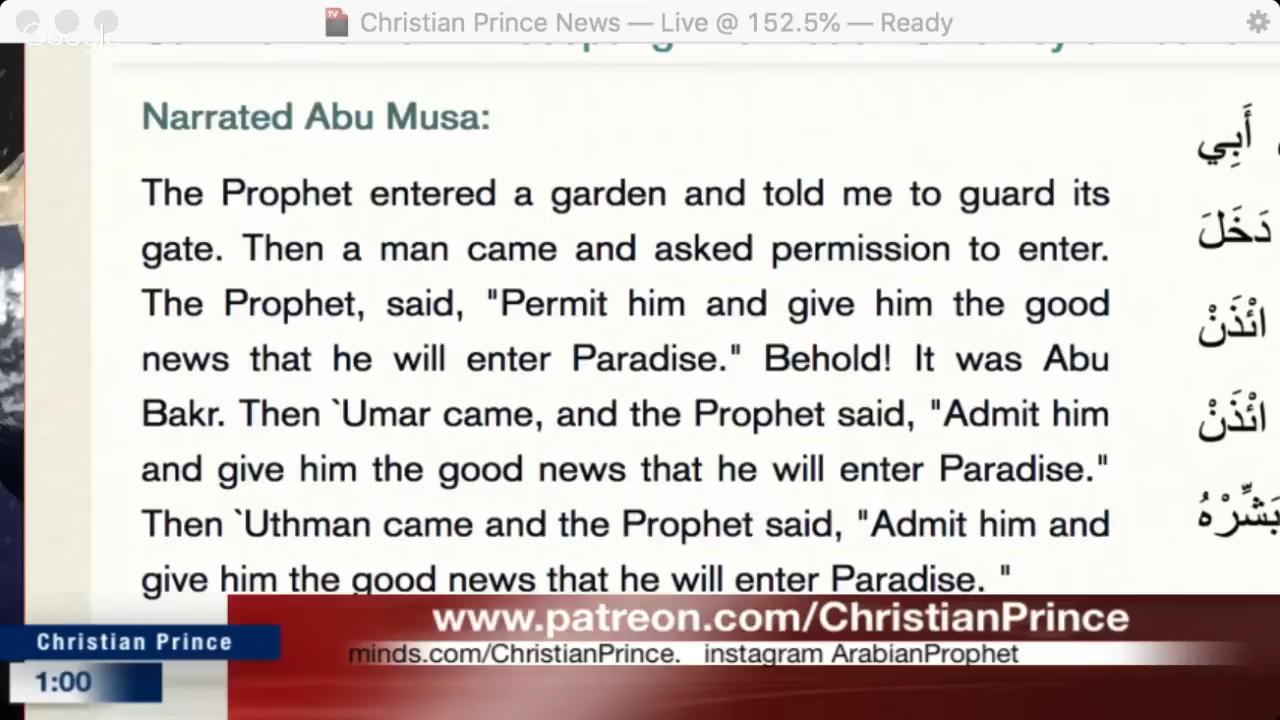 Christian Prince News — Live @ 152.5% — Ready
Google
Narrated Abu Musa:
The Prophet entered a garden and told me to guard its
gate. Then a man came and asked permission to enter.
The Prophet, said, "Permit him and give him the good
news that he will enter Paradise." Behold! It was Abu
Bakr. Then `Umar came, and the Prophet said, "Admit him
and give him the good news that he will enter Paradise."
Then `Uthman came and the Prophet said, "Admit him and
give him the good news that he will enter Paradise. "
أَبِي
دَخَلَ
ائْذَنْ
ائْذَنْ
www.patreon.com/ChristianPrince
Christian Prince
minds.com/ChristianPrince. instagram ArabianProphet
1:00